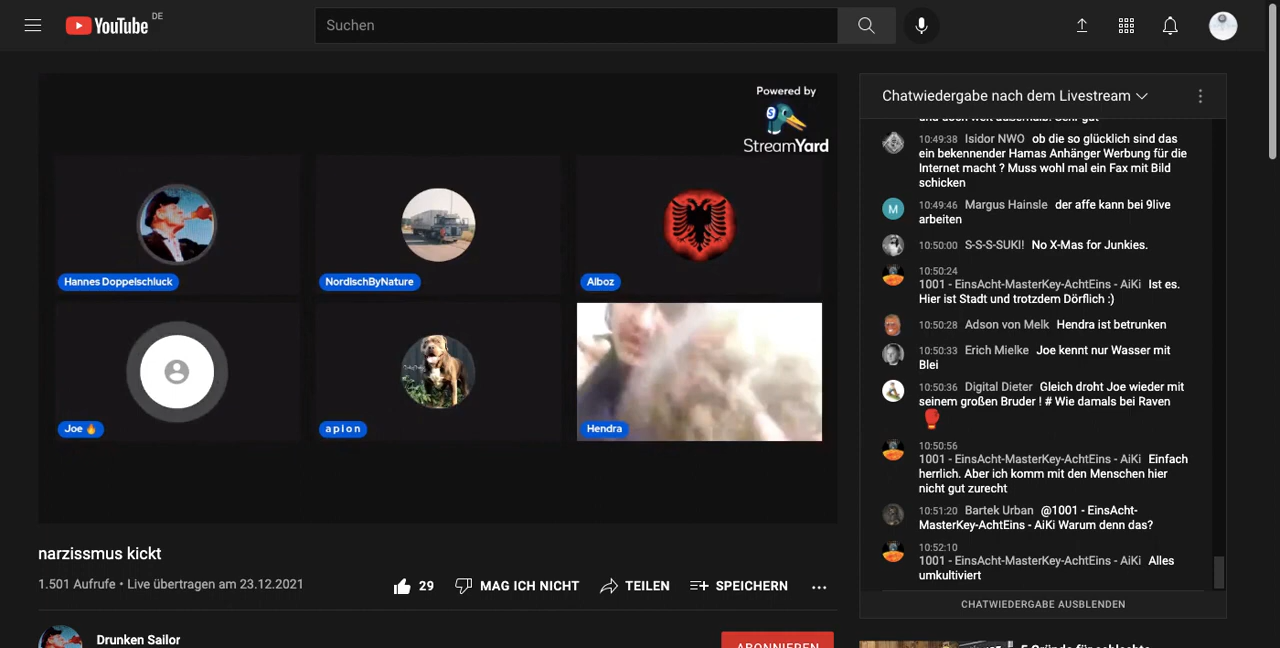 YouTube DE
Suchen
Powered by
StreamYard
Hannes Doppelschluck
NordischByNature
Alboz
Joe 🔥
a p l o n
Hendra
narzissmus kickt
1.501 Aufrufe • Live übertragen am 23.12.2021
29 MAG ICH NICHT TEILEN SPEICHERN
Drunken Sailor
ABONNIEREN
Chatwiedergabe nach dem Livestream
10:49:38 Isidor NWO ob die so glücklich sind das
ein bekennender Hamas Anhänger Werbung für die
Internet macht ? Muss wohl mal ein Fax mit Bild
schicken
M
10:49:46 Margus Hainsle der affe kann bei 9live
arbeiten
10:50:00 S-S-S-SUKI! No X-Mas for Junkies.
10:50:24
1001 - EinsAcht-MasterKey-AchtEins - AiKi Ist es.
Hier ist Stadt und trotzdem Dörflich :)
10:50:28 Adson von Melk Hendra ist betrunken
10:50:33 Erich Mielke Joe kennt nur Wasser mit
Blei
10:50:36 Digital Dieter Gleich droht Joe wieder mit
seinem großen Bruder ! # Wie damals bei Raven
🥊
10:50:56
1001 - EinsAcht-MasterKey-AchtEins - AiKi Einfach
herrlich. Aber ich komm mit den Menschen hier
nicht gut zurecht
10:51:20 Bartek Urban @1001 - EinsAcht-
MasterKey-AchtEins - AiKi Warum denn das?
10:52:10
1001 - EinsAcht-MasterKey-AchtEins - AiKi Alles
umkultiviert
CHATWIEDERGABE AUSBLENDEN